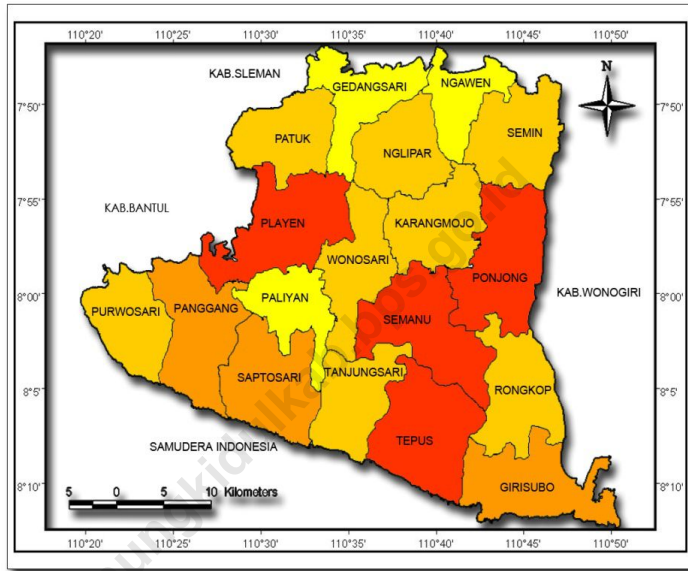 110°20' 110°25' 110°30' 110°35' 110°40' 110°45' 110°50'
KAB.SLEMAN
GEDANGSARI
NGAWEN
N
7°50'
7°50'
PATUK
NGLIPAR
SEMIN
7°55'
7°55'
KAB.BANTUL
PLAYEN
KARANGMOJO
WONOSARI
PONJONG
8°00'
8°00'
KAB.WONOGIRI
PURWOSARI
PANGGANG
PALIYAN
SEMANU
8°5'
8°5'
SAPTOSARI
TANJUNGSARI
RONGKOP
TEPUS
SAMUDERA INDONESIA
8°10'
8°10'
GIRISUBO
5 0 5 10 Kilometers
110°20' 110°25' 110°30' 110°35' 110°40' 110°45' 110°50'
ungkidulkab.bps.go.id